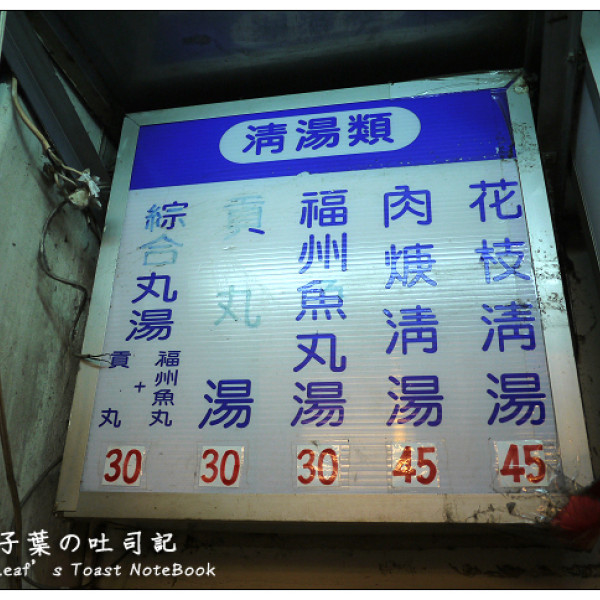 清湯類
花枝清湯
45
肉焿清湯
45
福州魚丸湯
30
貢丸湯
30
綜合丸湯
福州魚丸
+
貢丸
30
子葉の吐司記
Leaf's Toast NoteBook